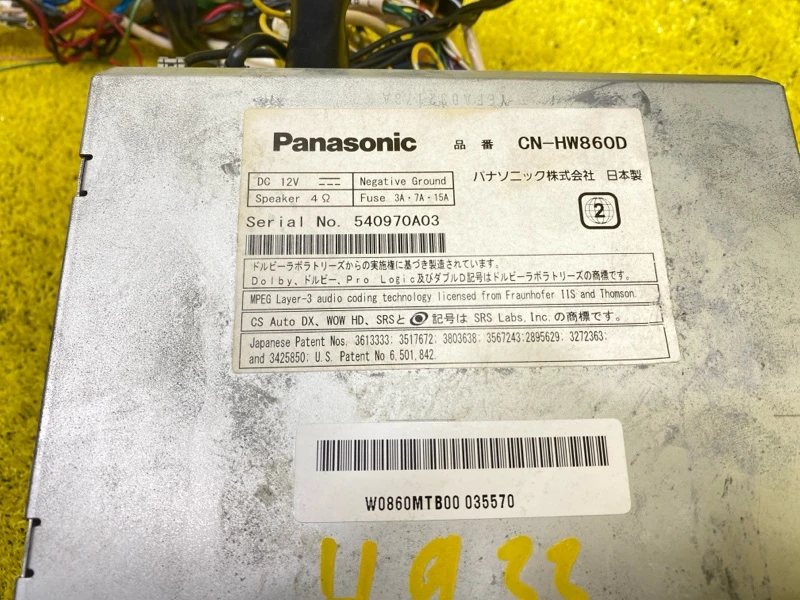 Panasonic 品 番 CN-HW860D
パナソニック株式会社 日本製
DC 12V Negative Ground
Speaker 4Ω Fuse 3A・7A・15A
2
Serial No. 540970A03
ドルビーラボラトリーズからの実施権に基づき製造されています。
Dolby、ドルビー、Pro Logic及びダブルD記号はドルビーラボラトリーズの商標です。
MPEG Layer-3 audio coding technology licensed from Fraunhofer IIS and Thomson.
CS Auto DX、WOW HD、SRSと 記号は SRS Labs, Inc. の商標です。
Japanese Patent Nos. 3613333; 3517672; 3803638; 3567243;2895629; 3272363;
and 3425850; U.S. Patent No 6,501,842.
W0860MTB00 035570